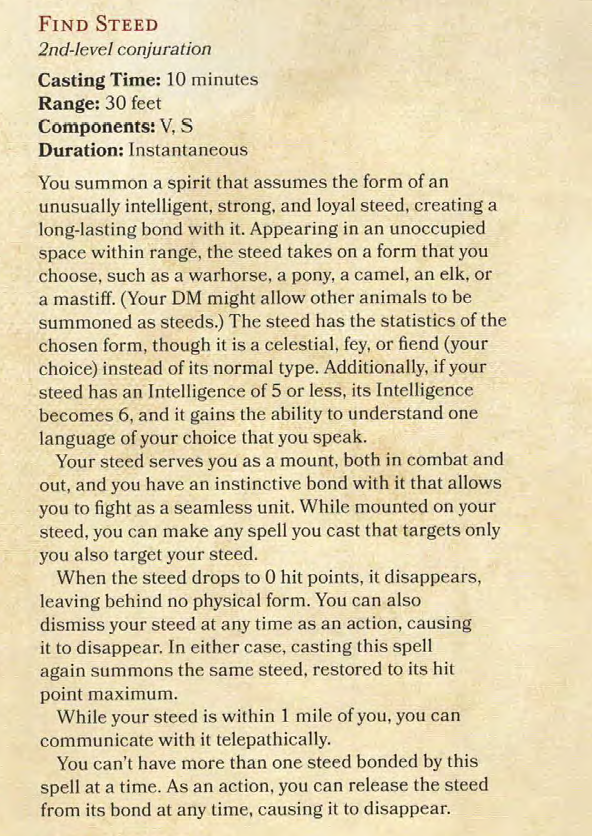 FIND STEED
2nd-level conjuration
Casting Time: 10 minutes
Range: 30 feet
Components: V, S
Duration: Instantaneous
You summon a spirit that assumes the form of an
unusually intelligent, strong, and loyal steed, creating a
long-lasting bond with it. Appearing in an unoccupied
space within range, the steed takes on a form that you
choose, such as a warhorse, a pony, a camel, an elk, or
a mastiff. (Your DM might allow other animals to be
summoned as steeds.) The steed has the statistics of the
chosen form, though it is a celestial, fey, or fiend (your
choice) instead of its normal type. Additionally, if your
steed has an Intelligence of 5 or less, its Intelligence
becomes 6, and it gains the ability to understand one
language of your choice that you speak.
Your steed serves you as a mount, both in combat and
out, and you have an instinctive bond with it that allows
you to fight as a seamless unit. While mounted on your
steed, you can make any spell you cast that targets only
you also target your steed.
When the steed drops to 0 hit points, it disappears,
leaving behind no physical form. You can also
dismiss your steed at any time as an action, causing
it to disappear. In either case, casting this spell
again summons the same steed, restored to its hit
point maximum.
While your steed is within 1 mile of you, you can
communicate with it telepathically.
You can't have more than one steed bonded by this
spell at a time. As an action, you can release the steed
from its bond at any time, causing it to disappear.